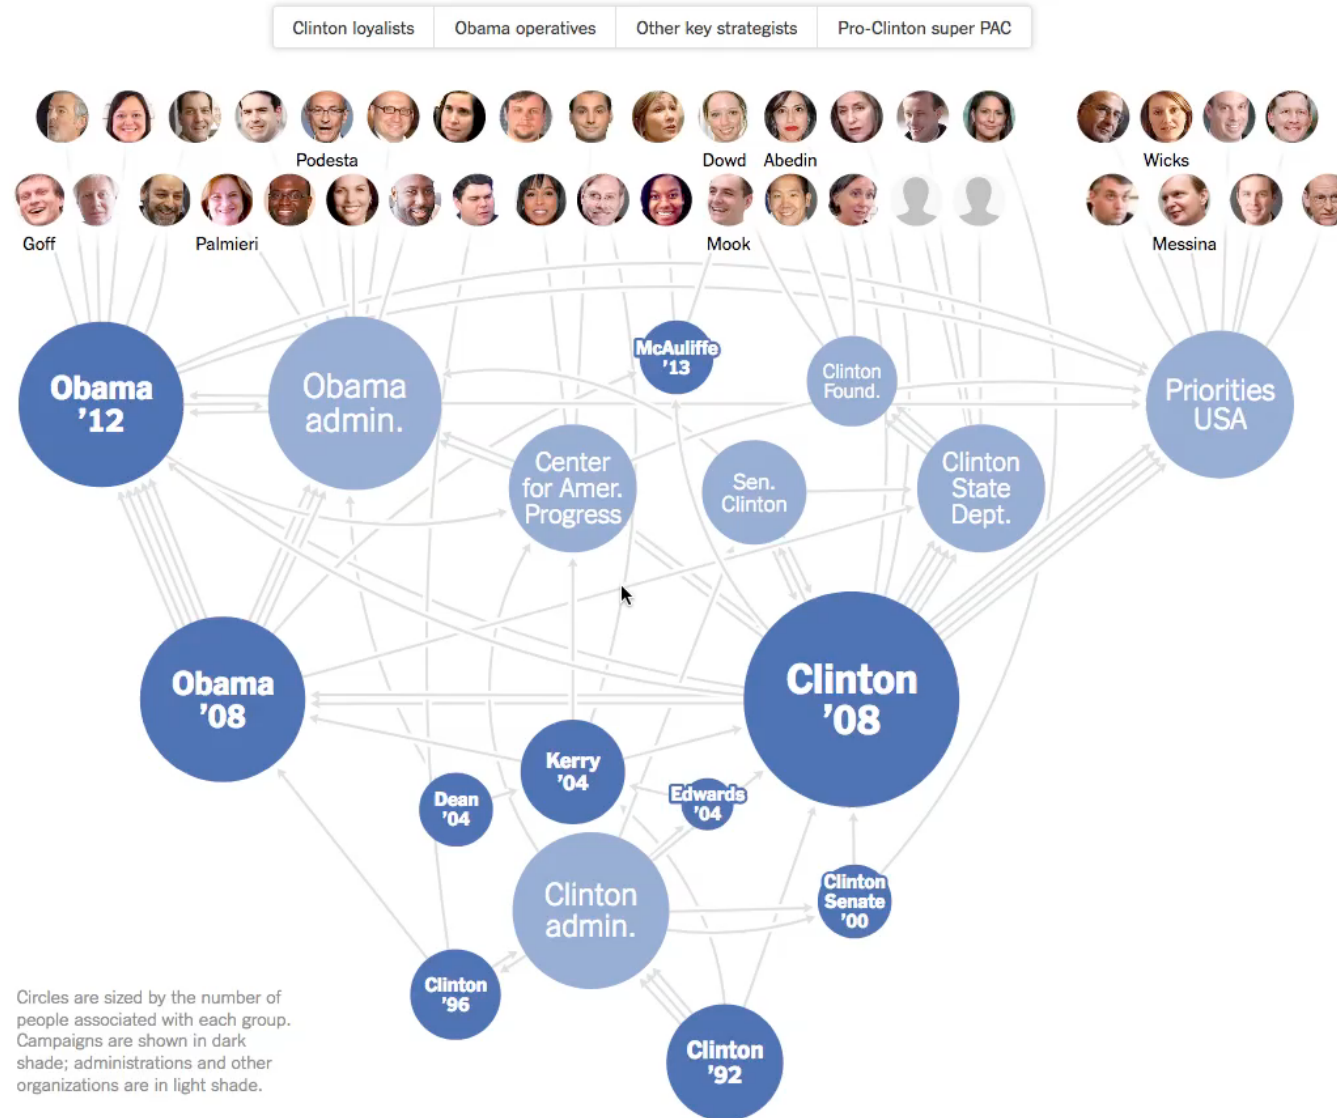 Clinton loyalists
Obama operatives
Other key strategists
Pro-Clinton super PAC
Podesta
Dowd
Abedin
Wicks
Goff
Palmieri
Mook
Messina
Obama
'12
Obama
admin.
McAuliffe
'13
Clinton
Found.
Priorities
USA
Center
for Amer.
Progress
Sen.
Clinton
Clinton
State
Dept.
Obama
'08
Clinton
'08
Kerry
'04
Dean
'04
Edwards
'04
Clinton
admin.
Clinton
Senate
'00
Clinton
'96
Clinton
'92
Circles are sized by the number of
people associated with each group.
Campaigns are shown in dark
shade; administrations and other
organizations are in light shade.